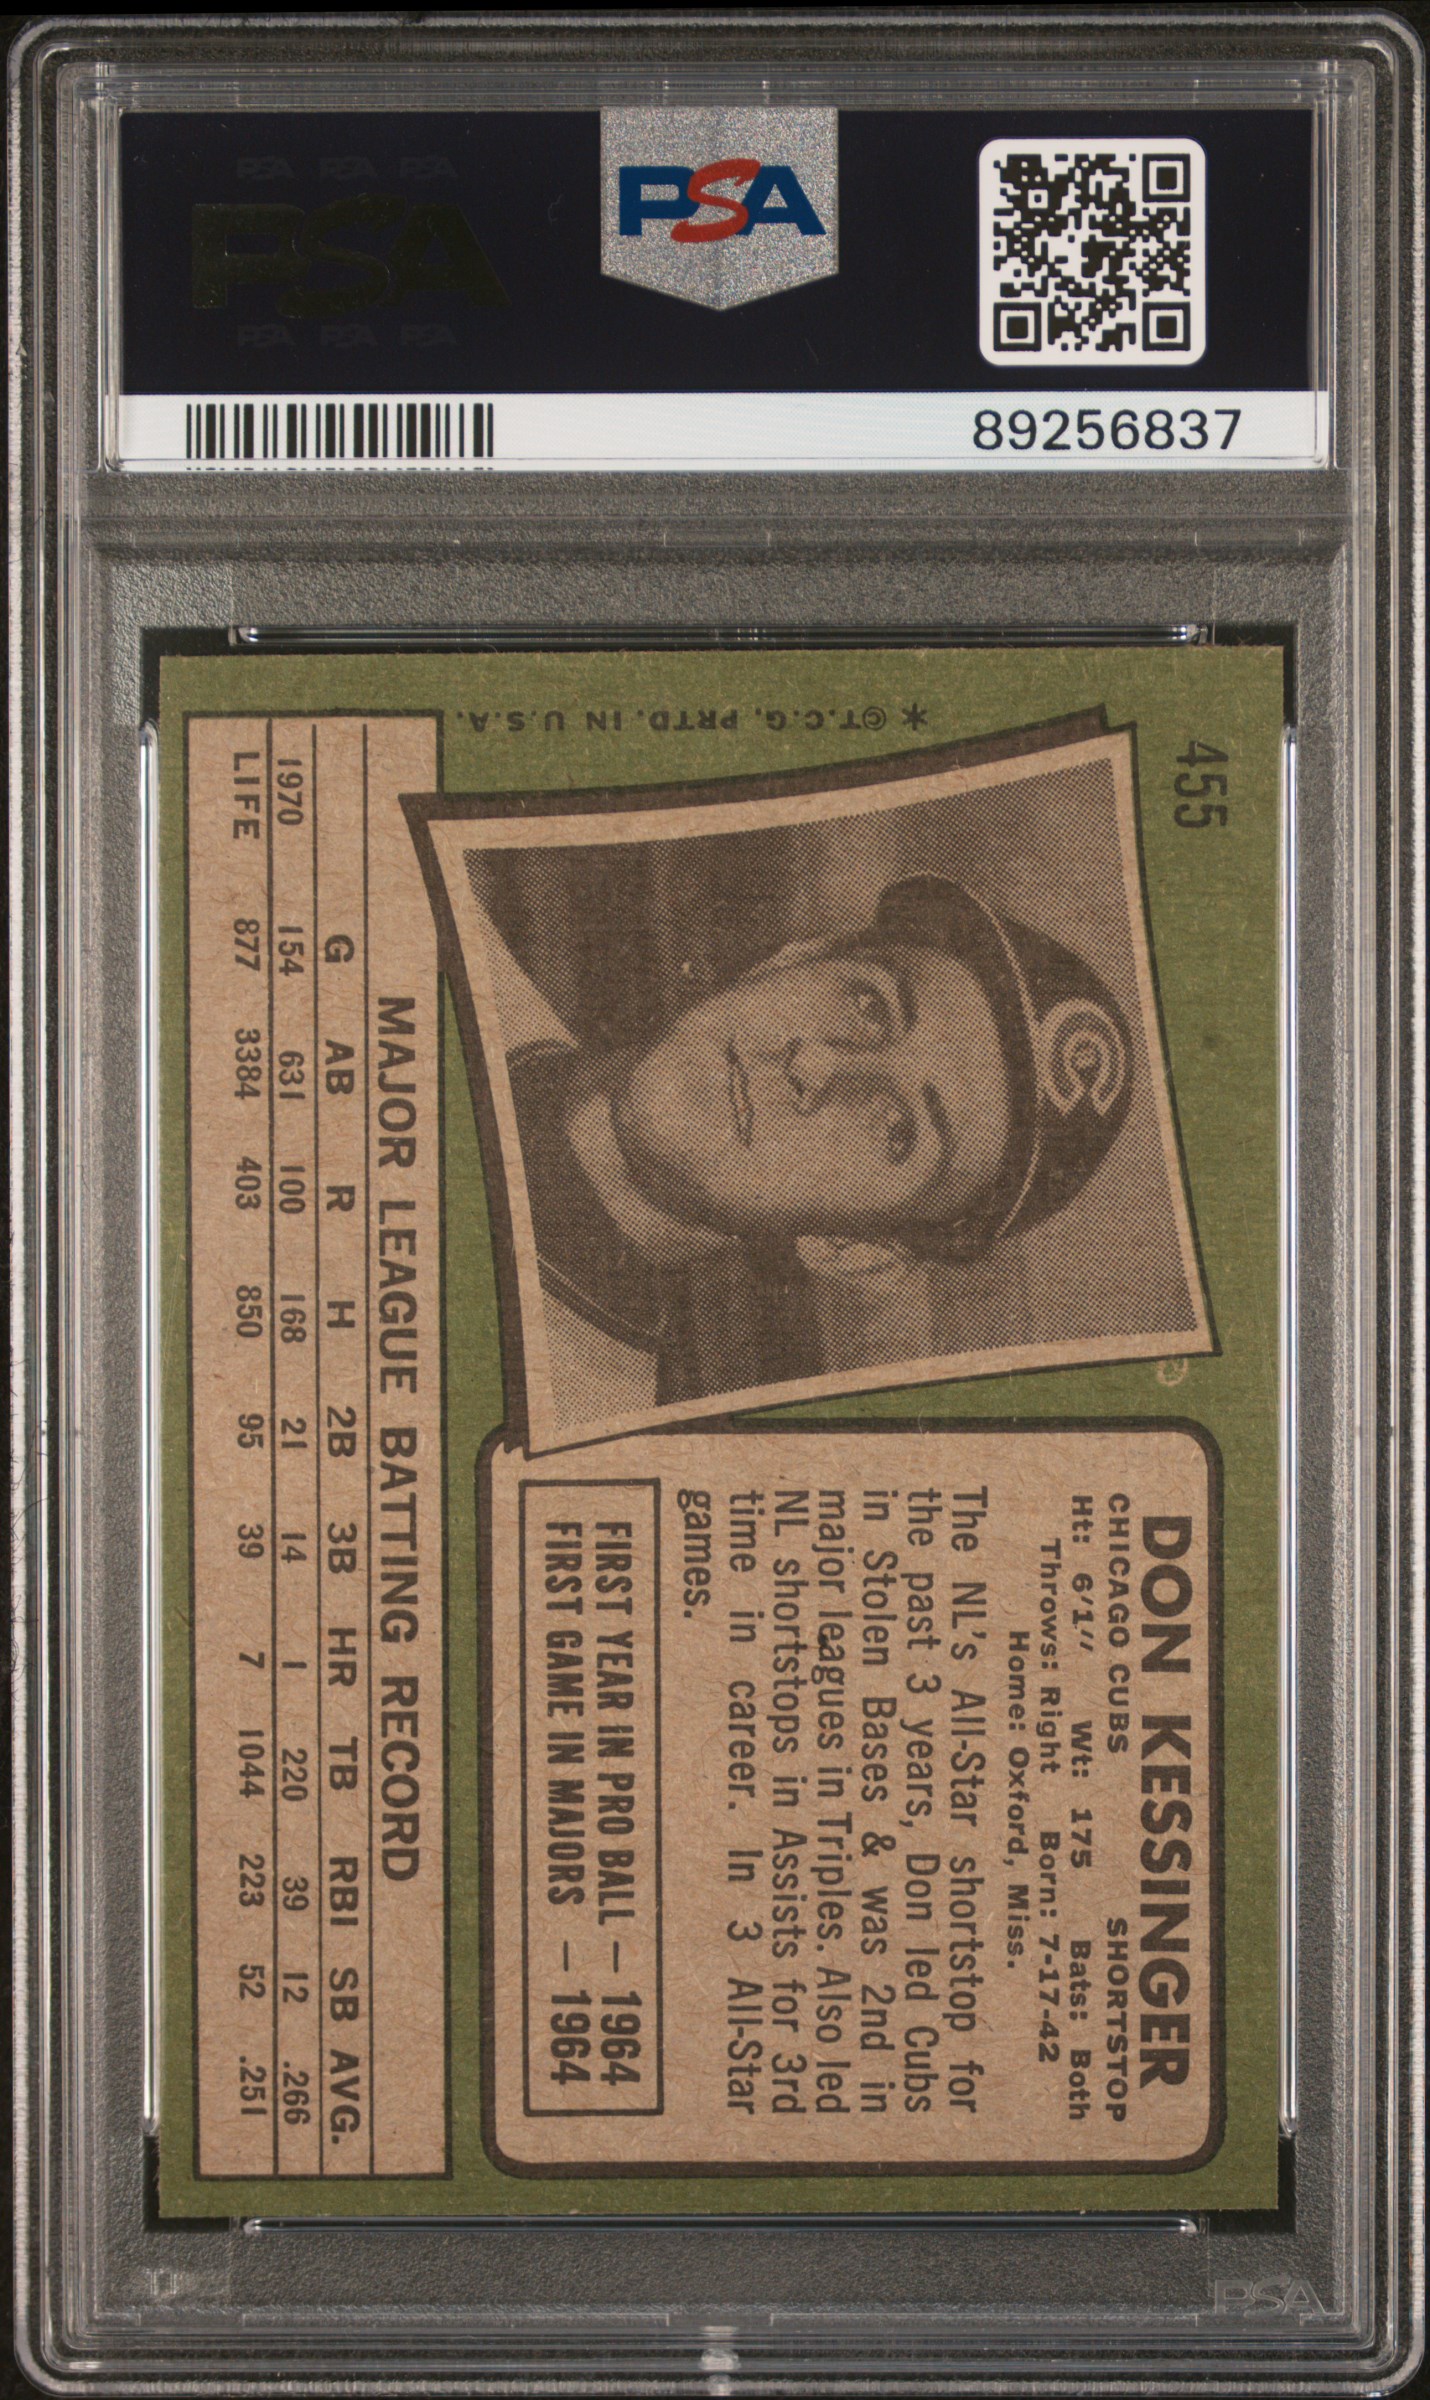 PSA PSA PSA
PSA
PSA PSA PSA
PSA
89256837
455
* ©T.C.G. PRTD. IN U.S.A.
DON KESSINGER
CHICAGO CUBS SHORTSTOP
Ht: 6'1" Wt: 175 Bats: Both
Throws: Right Born: 7-17-42
Home: Oxford, Miss.
The NL's All-Star shortstop for
the past 3 years, Don led Cubs
in Stolen Bases & was 2nd in
major leagues in Triples. Also led
NL shortstops in Assists for 3rd
time in career. In 3 All-Star
games.
FIRST YEAR IN PRO BALL — 1964
FIRST GAME IN MAJORS — 1964
MAJOR LEAGUE BATTING RECORD
G AB R H 2B 3B HR TB RBI SB AVG.
1970 154 631 100 168 21 14 1 220 39 12 .266
LIFE 877 3384 403 850 95 39 7 1044 223 52 .251
PSA